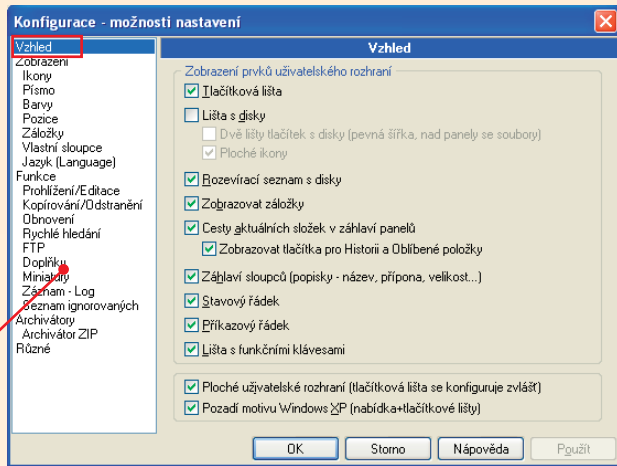 Konfigurace - možnosti nastavení
Vzhled
Zobrazení
Ikony
Písmo
Barvy
Pozice
Záložky
Vlastní sloupce
Jazyk (Language)
Funkce
Prohlížení/Editace
Kopírování/Odstranění
Obnovení
Rychlé hledání
FTP
Doplňky
Miniatury
Záznam - Log
Seznam ignorovaných
Archivátory
Archivátor ZIP
Různé
Vzhled
Zobrazení prvků uživatelského rozhraní
Tlačítková lišta
Lišta s disky
Dvě lišty tlačítek s disky (pevná šířka, nad panely se soubory)
Ploché ikony
Rozevírací seznam s disky
Zobrazovat záložky
Cesty aktuálních složek v záhlaví panelů
Zobrazovat tlačítka pro Historii a Oblíbené položky
Záhlaví sloupců (popisky - název, přípona, velikost...)
Stavový řádek
Příkazový řádek
Lišta s funkčními klávesami
Ploché uživatelské rozhraní (tlačítková lišta se konfiguruje zvlášť)
Pozadí motivu Windows XP (nabídka+tlačítkové lišty)
OK Storno Nápověda Použít